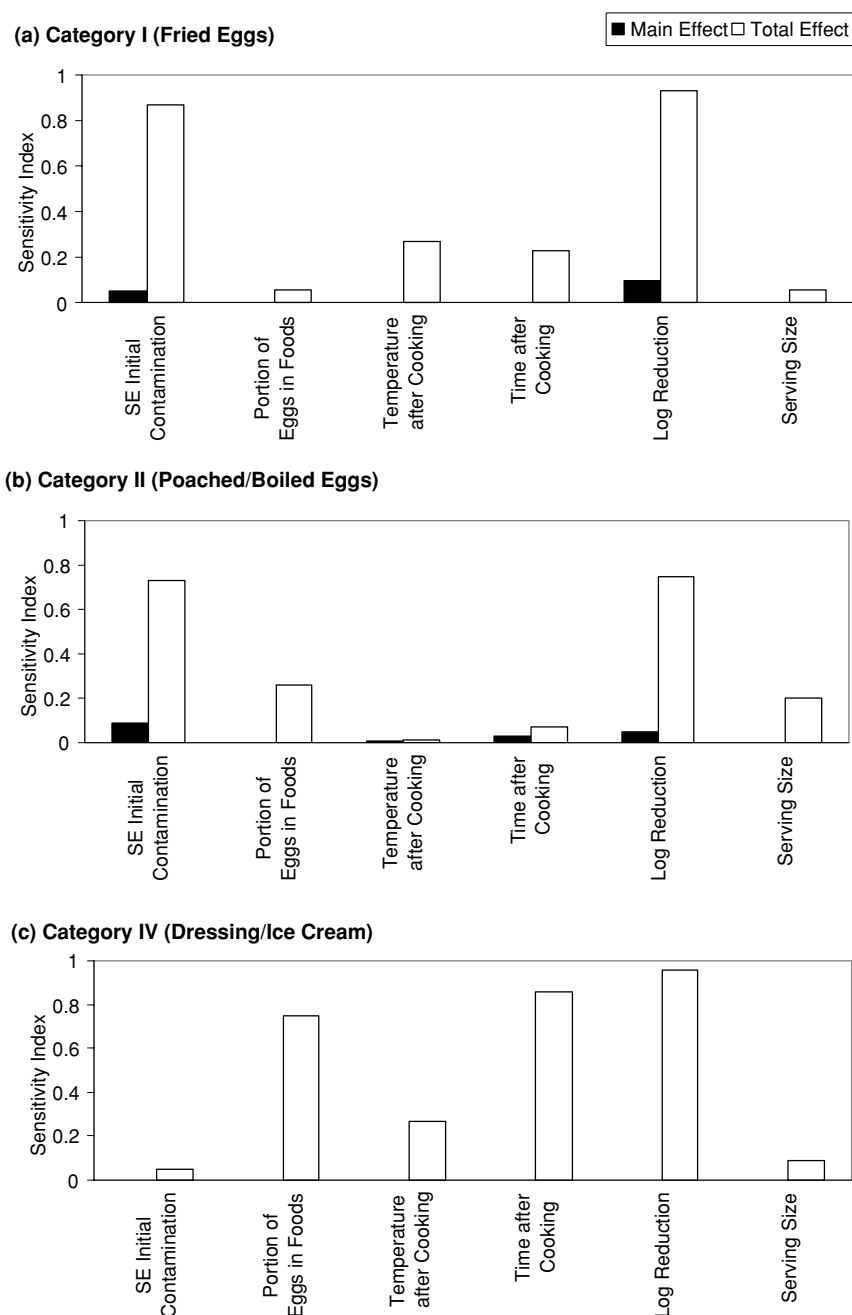 (a) Category I (Fried Eggs)
Main Effect Total Effect
1
0.8
0.6
0.4
0.2
0
Sensitivity Index
SE Initial
Contamination
Portion of
Eggs in Foods
Temperature
after Cooking
Time after
Cooking
Log Reduction
Serving Size
(b) Category II (Poached/Boiled Eggs)
1
0.8
0.6
0.4
0.2
0
Sensitivity Index
SE Initial
Contamination
Portion of
Eggs in Foods
Temperature
after Cooking
Time after
Cooking
Log Reduction
Serving Size
(c) Category IV (Dressing/Ice Cream)
1
0.8
0.6
0.4
0.2
0
Sensitivity Index
SE Initial
Contamination
Portion of
Eggs in Foods
Temperature
after Cooking
Time after
Cooking
Log Reduction
Serving Size